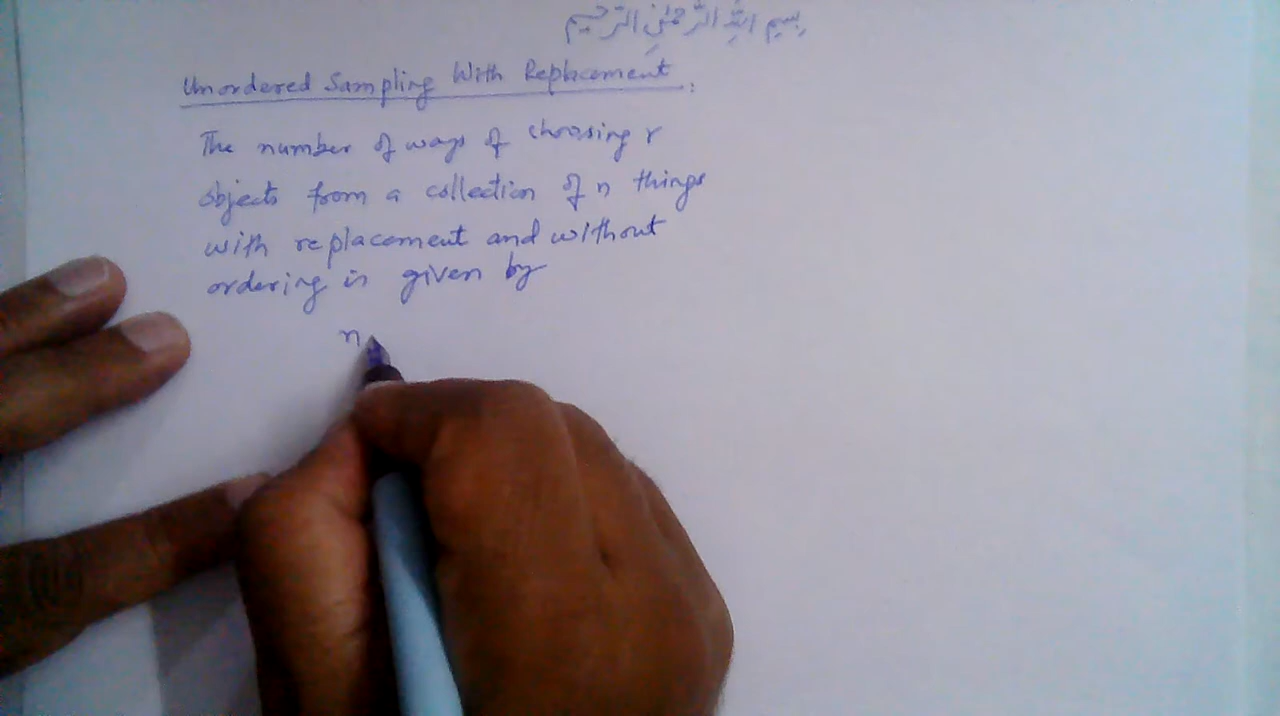 بسم اللہ الرحمٰن الرحیم
Unordered Sampling With Replacement.
The number of ways of choosing r
objects from a collection of n things
with replacement and without
ordering is given by
n